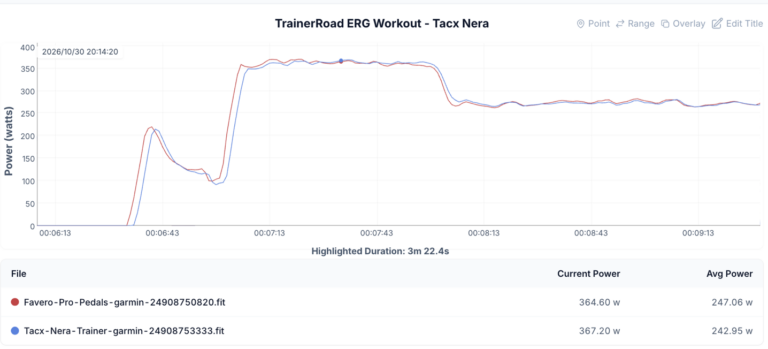 TrainerRoad ERG Workout - Tacx Nera
Point Range Overlay Edit Title
2026/10/30 20:14:20
400
350
300
250
200
150
100
50
0
Power (watts)
00:06:13 00:06:43 00:07:13 00:07:43 00:08:13 00:08:43 00:09:13
Highlighted Duration: 3m 22.4s
File Current Power Avg Power
Favero-Pro-Pedals-garmin-24908750820.fit 364.60 w 247.06 w
Tacx-Nera-Trainer-garmin-24908753333.fit 367.20 w 242.95 w